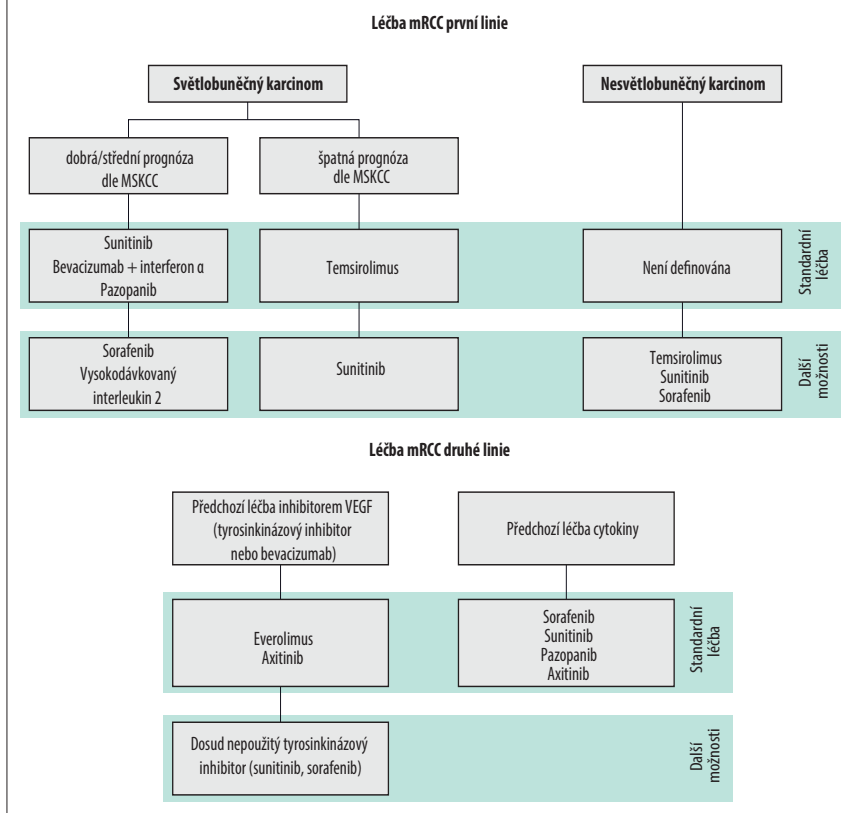 Léčba mRCC první linie
Světlobuněčný karcinom
Nesvětlobuněčný karcinom
dobrá/střední prognóza
dle MSKCC
špatná prognóza
dle MSKCC
Sunitinib
Bevacizumab + interferon α
Pazopanib
Temsirolimus
Není definována
Standardní
léčba
Sorafenib
Vysokodávkovaný
interleukin 2
Sunitinib
Temsirolimus
Sunitinib
Sorafenib
Další
možnosti
Léčba mRCC druhé linie
Předchozí léčba inhibitorem VEGF
(tyrosinkinázový inhibitor
nebo bevacizumab)
Předchozí léčba cytokiny
Everolimus
Axitinib
Sorafenib
Sunitinib
Pazopanib
Axitinib
Standardní
léčba
Dosud nepoužitý tyrosinkinázový
inhibitor (sunitinib, sorafenib)
Další
možnosti